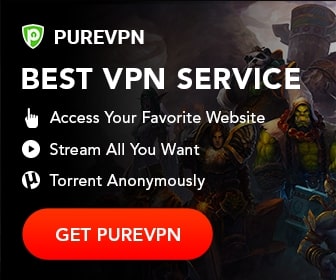 PUREVPN
BEST VPN SERVICE
Access Your Favorite Website
Stream All You Want
Torrent Anonymously
GET PUREVPN